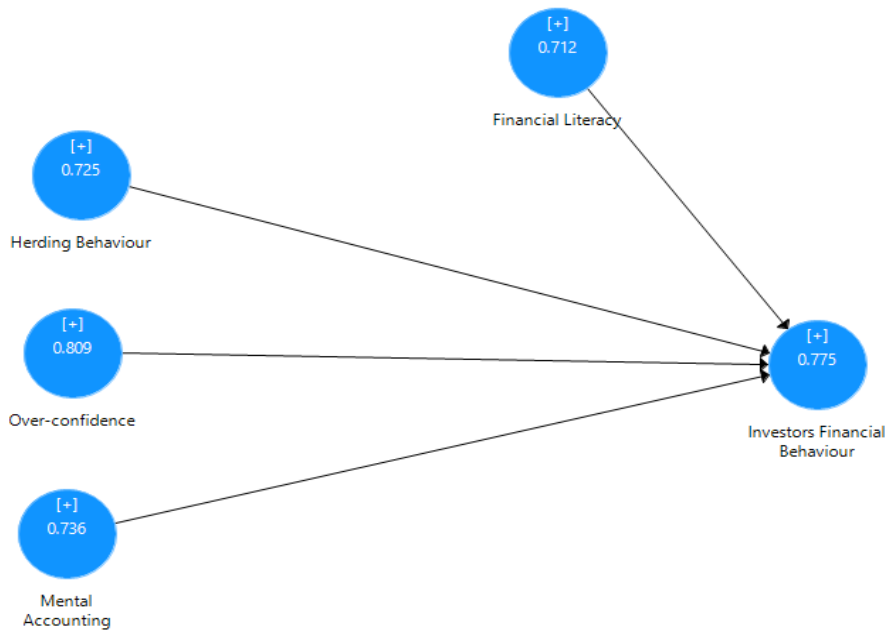 [+]
0.712
Financial Literacy
[+]
0.725
Herding Behaviour
[+]
0.809
Over-confidence
[+]
0.775
Investors Financial
Behaviour
[+]
0.736
Mental
Accounting